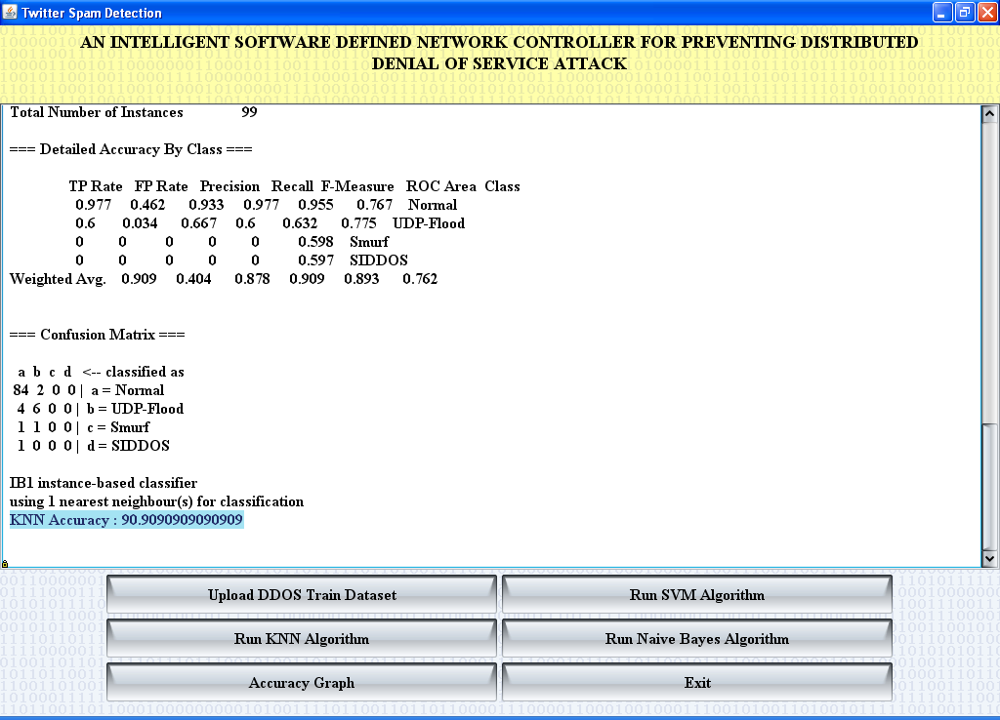 Twitter Spam Detection
AN INTELLIGENT SOFTWARE DEFINED NETWORK CONTROLLER FOR PREVENTING DISTRIBUTED
DENIAL OF SERVICE ATTACK
Total Number of Instances 99
=== Detailed Accuracy By Class ===
TP Rate FP Rate Precision Recall F-Measure ROC Area Class
0.977 0.462 0.933 0.977 0.955 0.767 Normal
0.6 0.034 0.667 0.6 0.632 0.775 UDP-Flood
0 0 0 0 0 0.598 Smurf
0 0 0 0 0 0.597 SIDDOS
Weighted Avg. 0.909 0.404 0.878 0.909 0.893 0.762
=== Confusion Matrix ===
a b c d <-- classified as
84 2 0 0 | a = Normal
4 6 0 0 | b = UDP-Flood
1 1 0 0 | c = Smurf
1 0 0 0 | d = SIDDOS
IB1 instance-based classifier
using 1 nearest neighbour(s) for classification
KNN Accuracy : 90.9090909090909
Upload DDOS Train Dataset
Run SVM Algorithm
Run KNN Algorithm
Run Naive Bayes Algorithm
Accuracy Graph
Exit